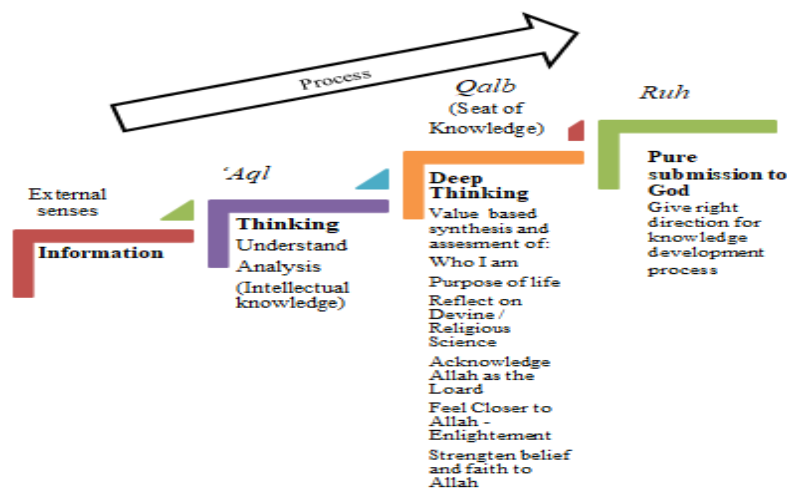 Process
External
senses
Information
‘Aql
Thinking
Understand
Analysis
(Intellectual
knowledge)
Qalb
(Seat of
Knowledge)
Deep
Thinking
Value based
synthesis and
assesment of:
Who I am
Purpose of life
Reflect on
Devine /
Religious
Science
Acknowledge
Allah as the
Loard
Feel Closer to
Allah -
Enlightement
Strengten belief
and faith to
Allah
Ruh
Pure
submission to
God
Give right
direction for
knowledge
development
process